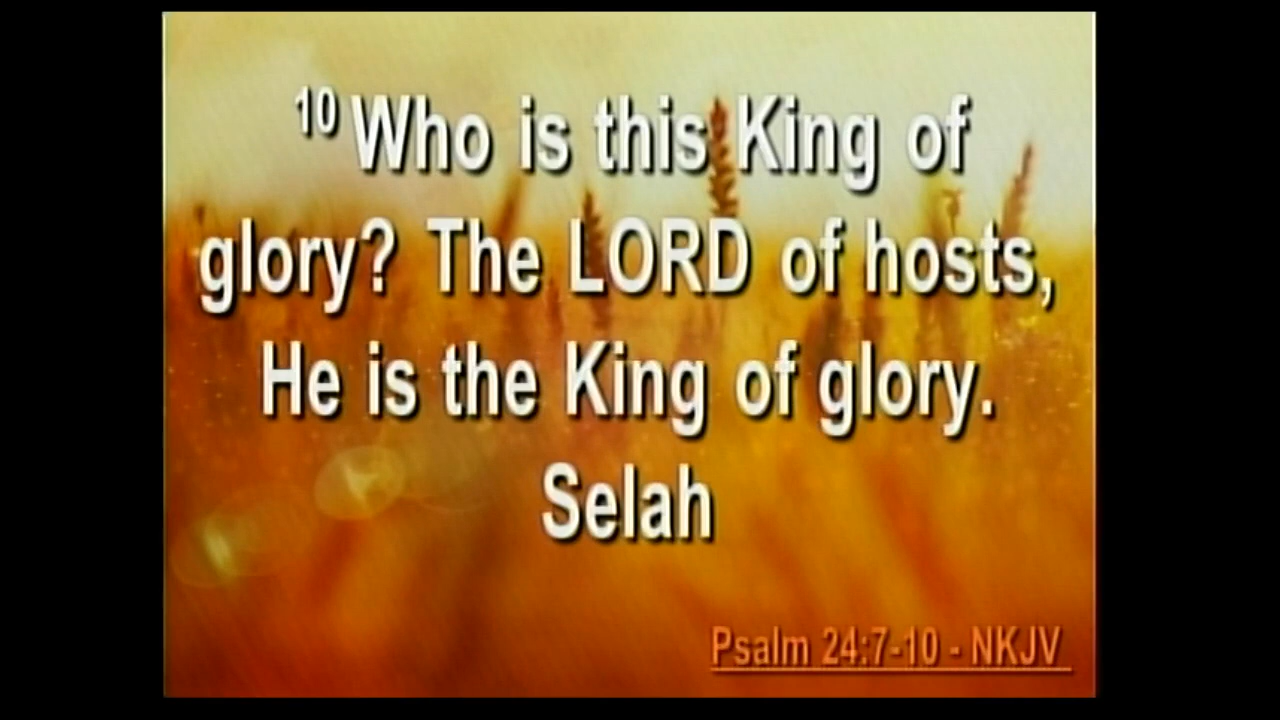 10 Who is this King of
glory? The LORD of hosts,
He is the King of glory.
Selah
Psalm 24:7-10 - NKJV